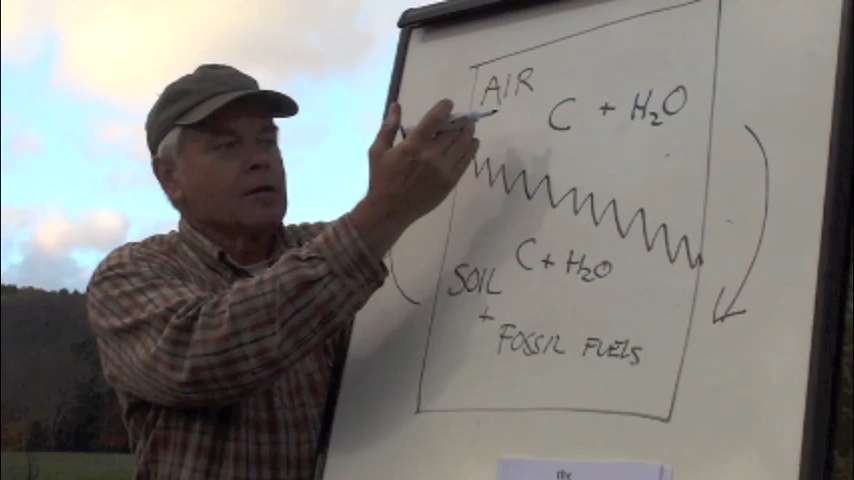 AIR
C + H₂O
C + H₂O
SOIL
+
FOSSIL FUELS